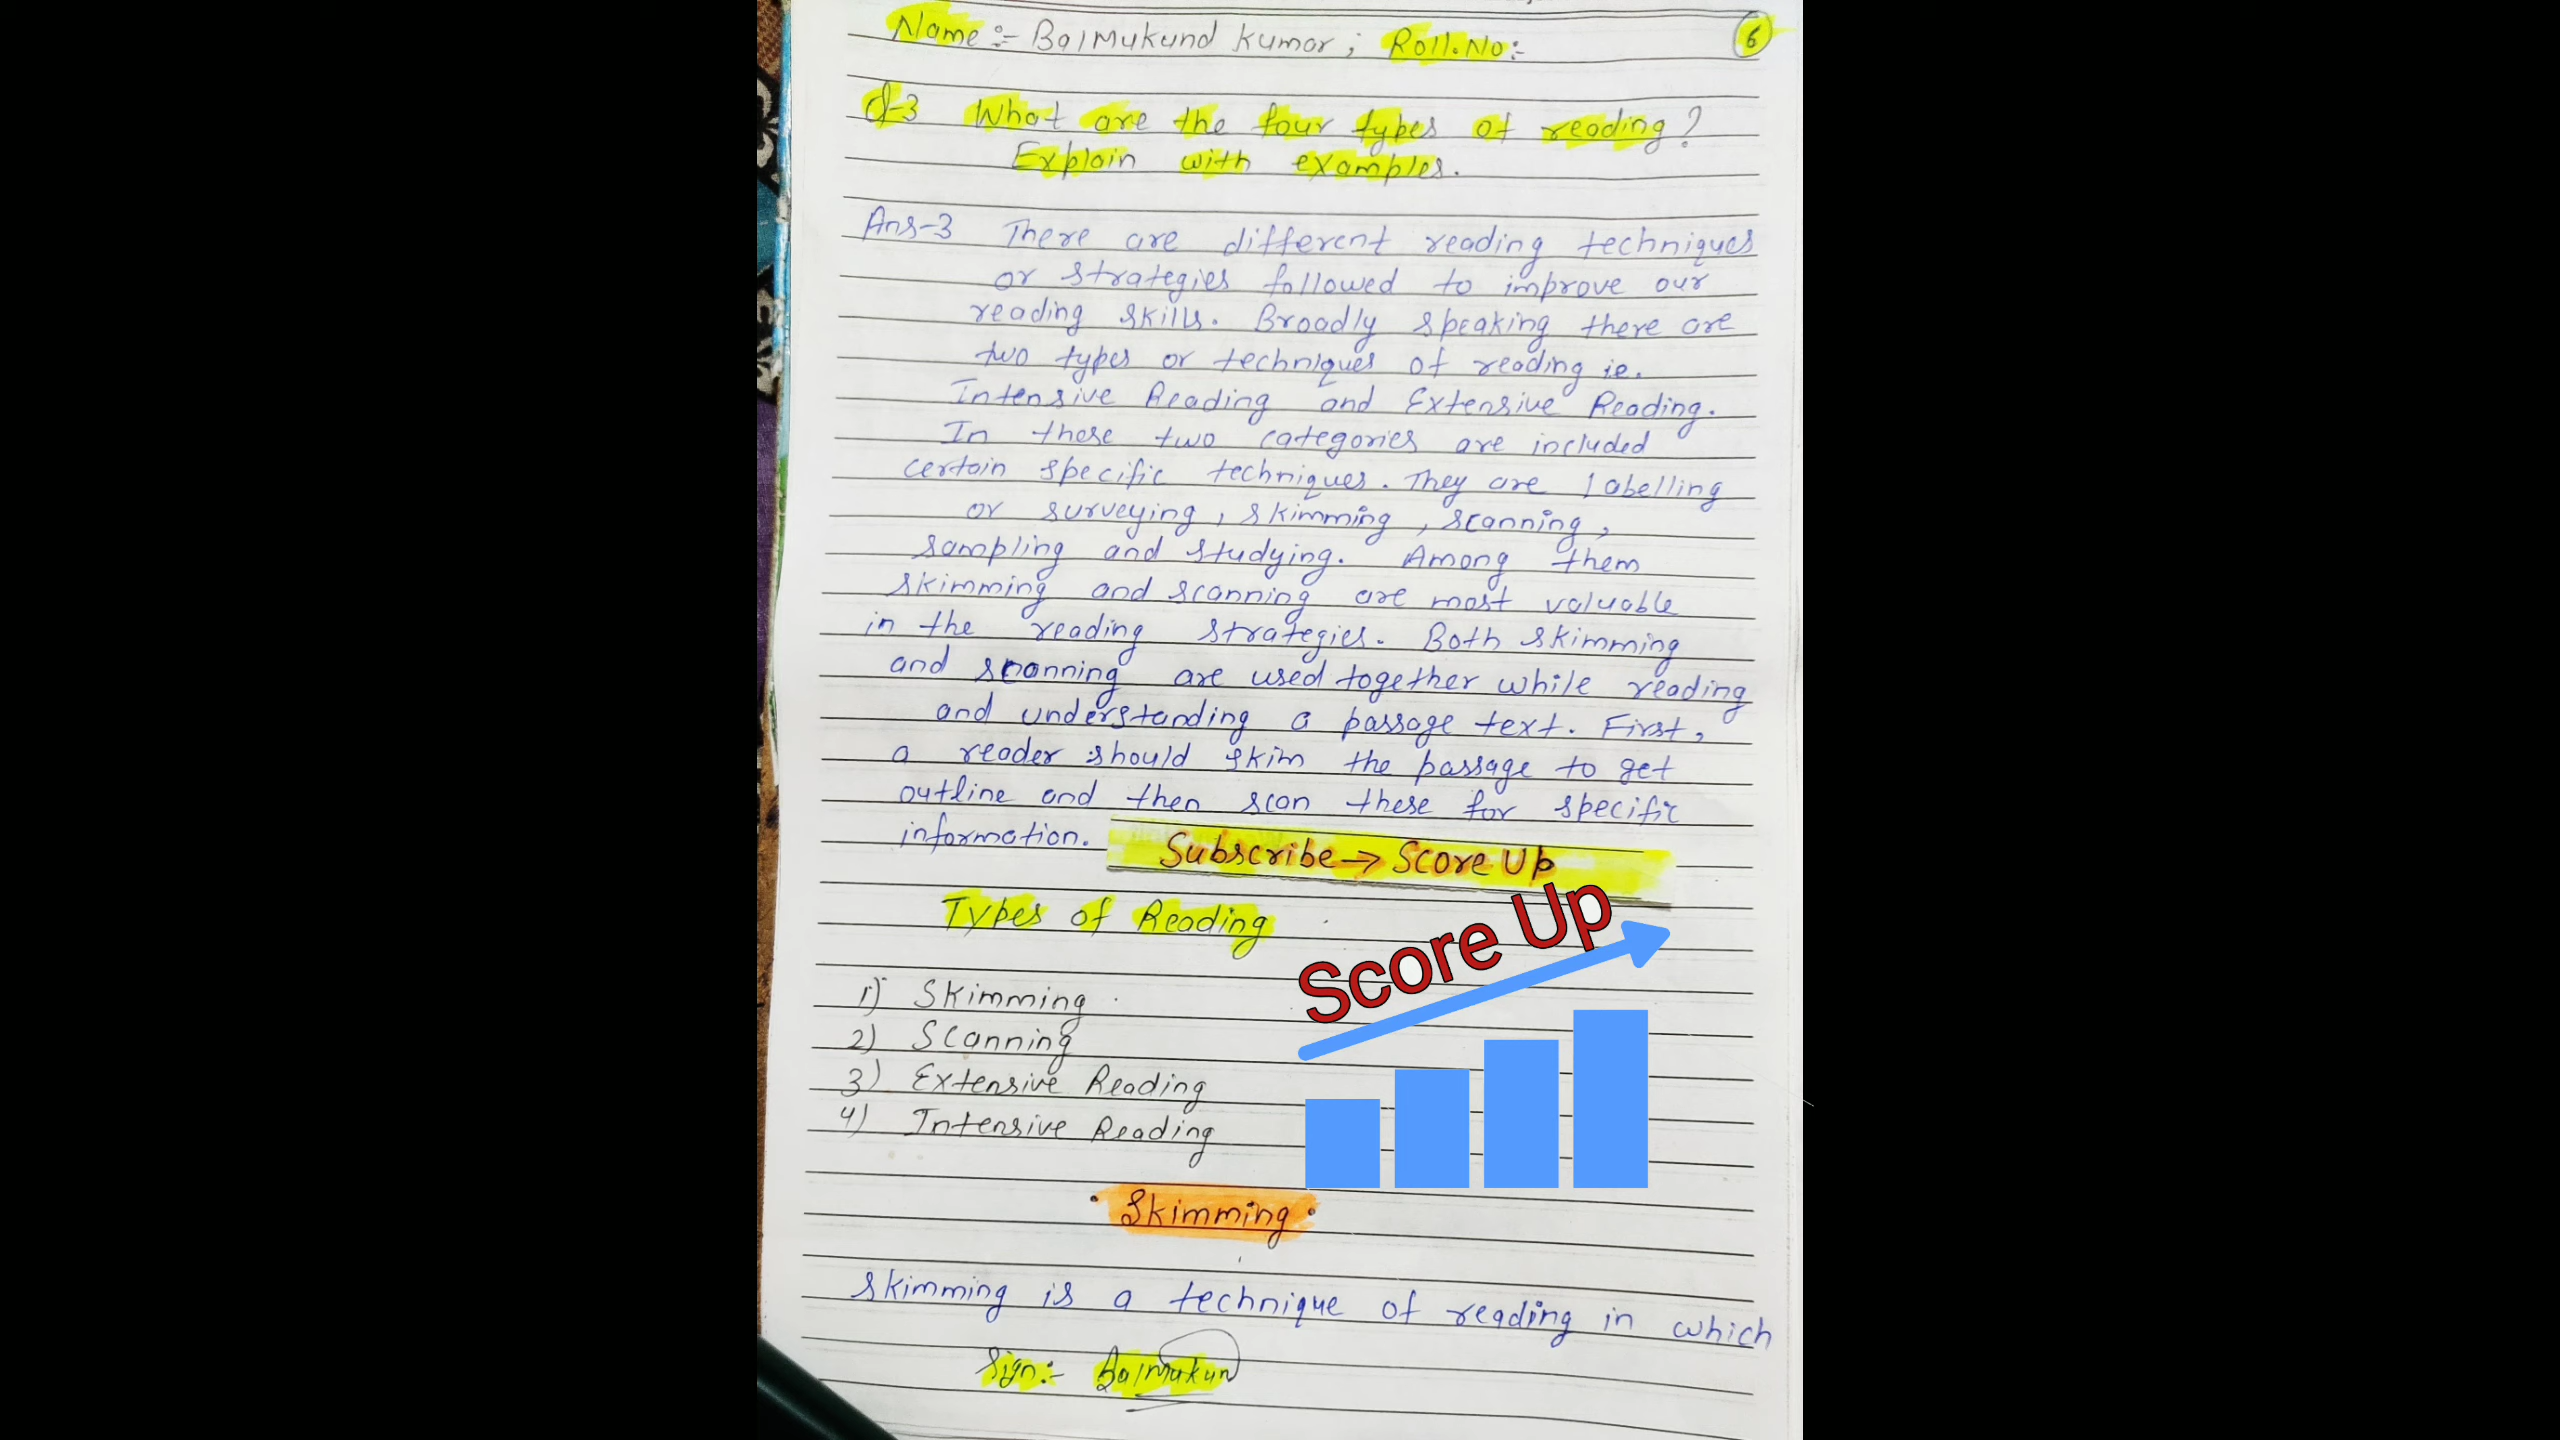 Name :- Balmukund Kumar ; Roll.No :-
6
Q-3 What are the four types of reading?
Explain with examples.
Ans-3 There are different reading techniques
or strategies followed to improve our
reading skills. Broadly speaking there are
two types or techniques of reading ie.
Intensive Reading and Extensive Reading.
In these two categories are included
certain specific techniques. They are labelling
or surveying, skimming, scanning,
sampling and studying. Among them
skimming and scanning are most valuable
in the reading strategies. Both skimming
and scanning are used together while reading
and understanding a passage text. First,
a reader should skim the passage to get
outline and then scan these for specific
information.
Subscribe → Score Up
Types of Reading
Score Up
1) Skimming
2) Scanning
3) Extensive Reading
4) Intensive Reading
• Skimming •
Skimming is a technique of reading in which
Sign:- Balmukund